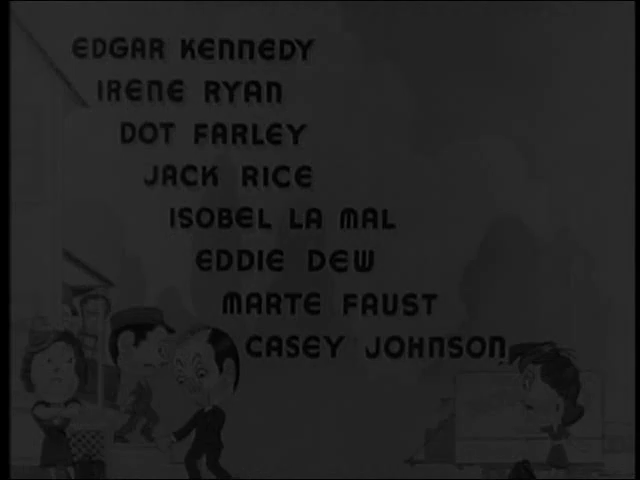 EDGAR KENNEDY
IRENE RYAN
DOT FARLEY
JACK RICE
ISOBEL LA MAL
EDDIE DEW
MARTE FAUST
CASEY JOHNSON